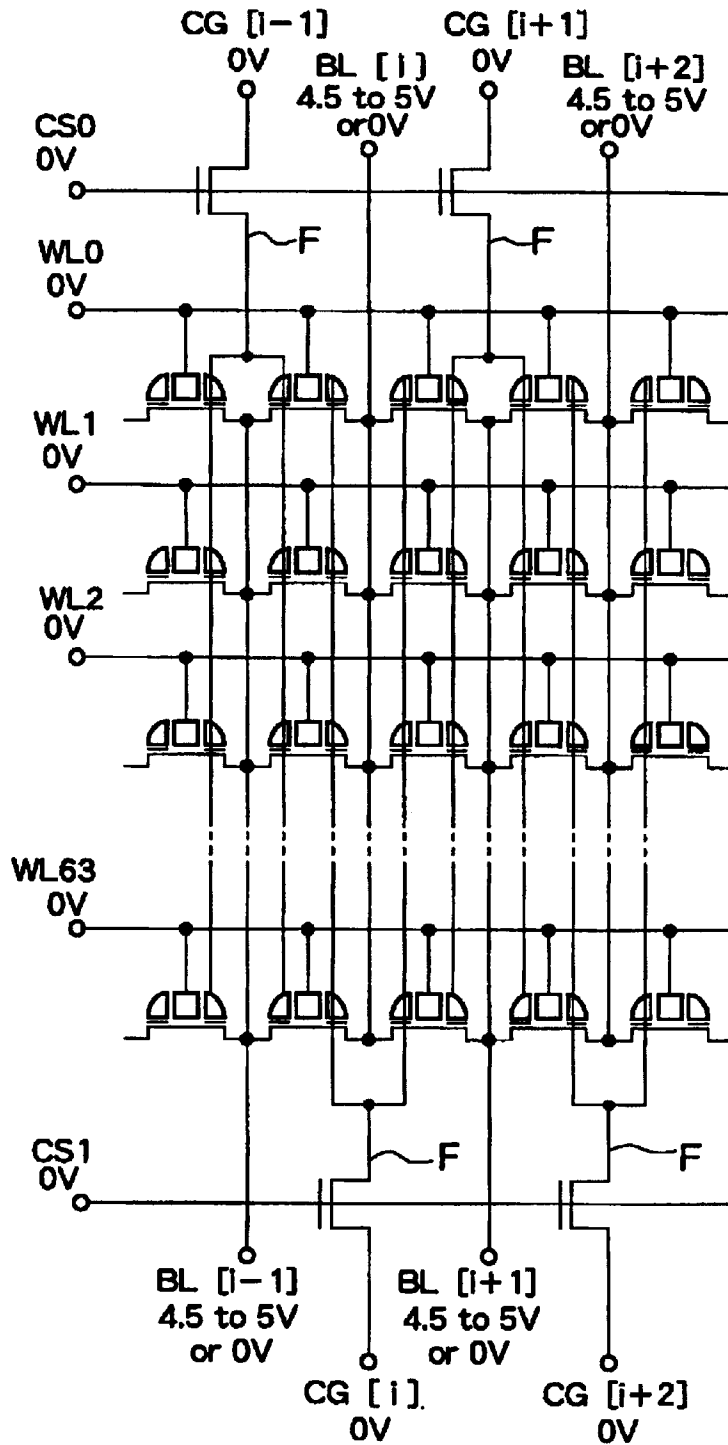 CG [i-1]
0V
CG [i+1]
0V
BL [i]
4.5 to 5V
or0V
BL [i+2]
4.5 to 5V
or0V
CS0
0V
F
F
WL0
0V
WL1
0V
WL2
0V
WL63
0V
CS1
0V
F
F
BL [i-1]
4.5 to 5V
or 0V
BL [i+1]
4.5 to 5V
or 0V
CG [i].
0V
CG [i+2]
0V